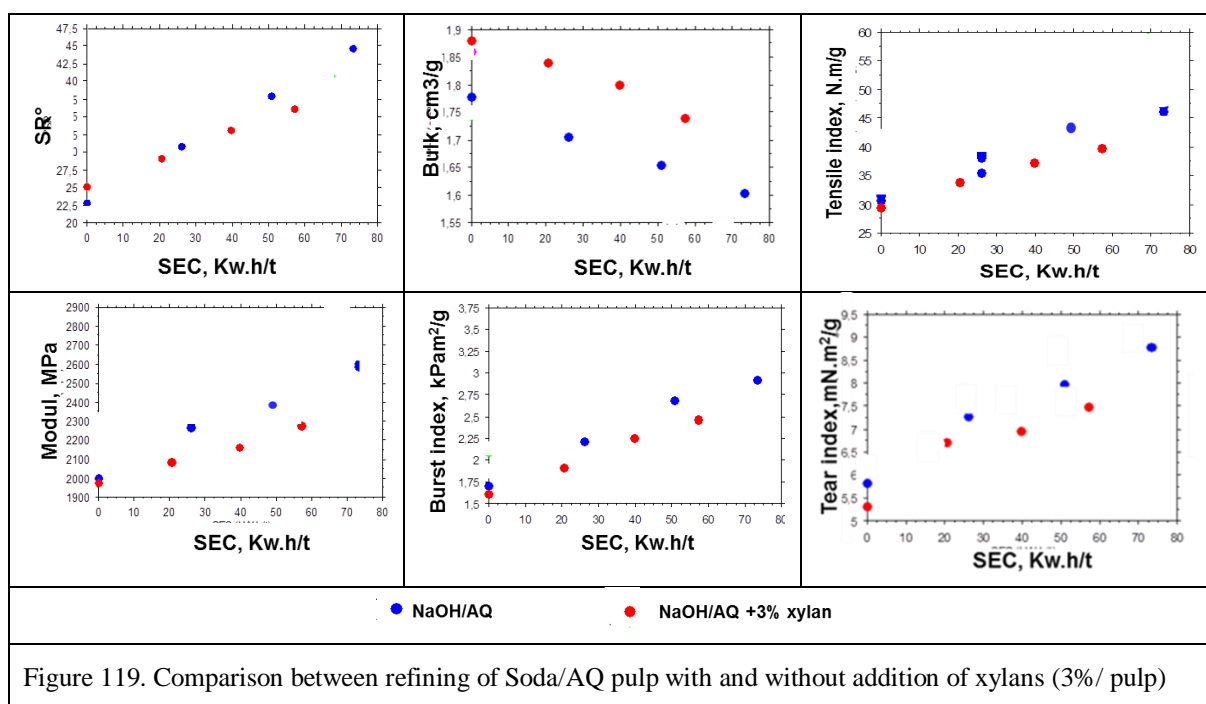 47,5
45
42,5
40
5
5
5
27,5
25
22,5
20
SR°
0 10 20 30 40 50 60 70 80
SEC, Kw.h/t
1,9
1,85
1,8
1,75
1,7
1,65
1,6
1,55
Bulk, cm3/g
0 10 20 30 40 50 60 70 80
SEC, Kw.h/t
60
55
50
45
40
35
30
25
Tensile index, N.m/g
0 10 20 30 40 50 60 70 80
SEC, Kw.h/t
2900
2800
2700
2600
2500
2400
2300
2200
2100
2000
1900
Modul, MPa
0 10 20 30 40 50 60 70 80
SEC, Kw.h/t
3,75
3,5
3,25
3
2,75
2,5
2,25
2
1,75
1,5
Burst index, kPam²/g
0 10 20 30 40 50 60 70 80
SEC, Kw.h/t
9,5
9
8,5
8
7,5
7
6,5
6
5,5
5
Tear index,mN.m²/g
0 10 20 30 40 50 60 70 80
SEC, Kw.h/t
NaOH/AQ
NaOH/AQ +3% xylan
Figure 119. Comparison between refining of Soda/AQ pulp with and without addition of xylans (3%/ pulp)